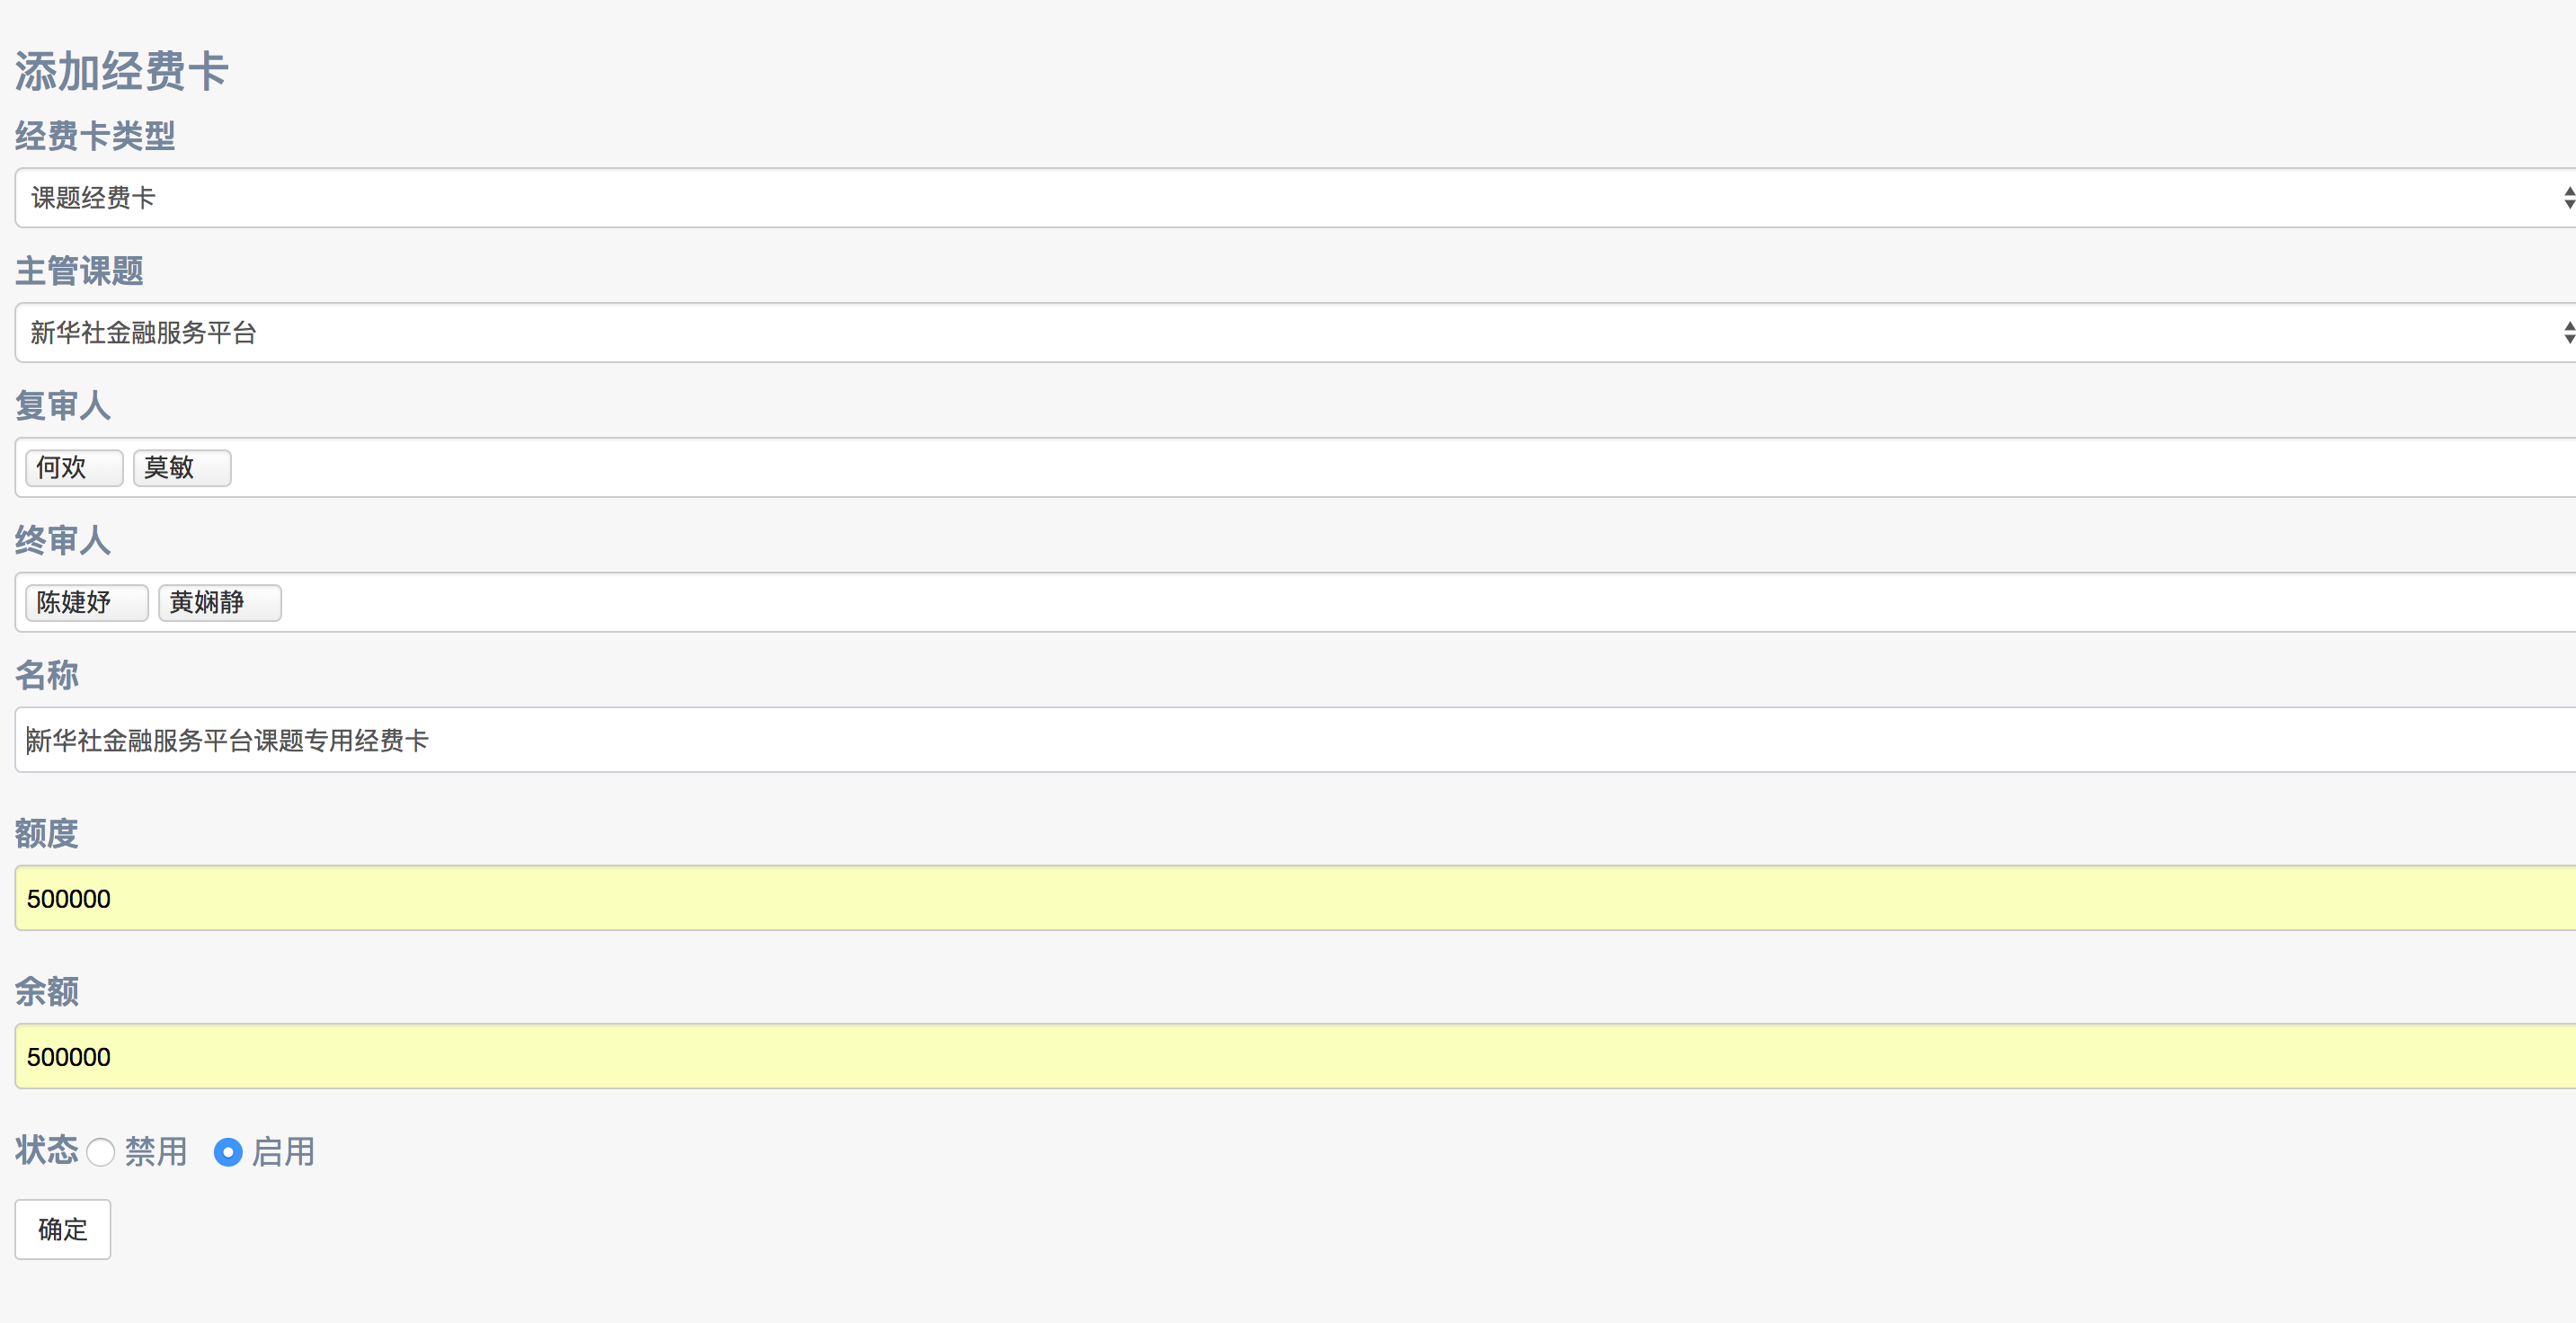 添加经费卡
经费卡类型
课题经费卡
主管课题
新华社金融服务平台
复审人
何欢 莫敏
终审人
陈婕妤 黄娴静
名称
新华社金融服务平台课题专用经费卡
额度
500000
余额
500000
状态 禁用 启用
确定